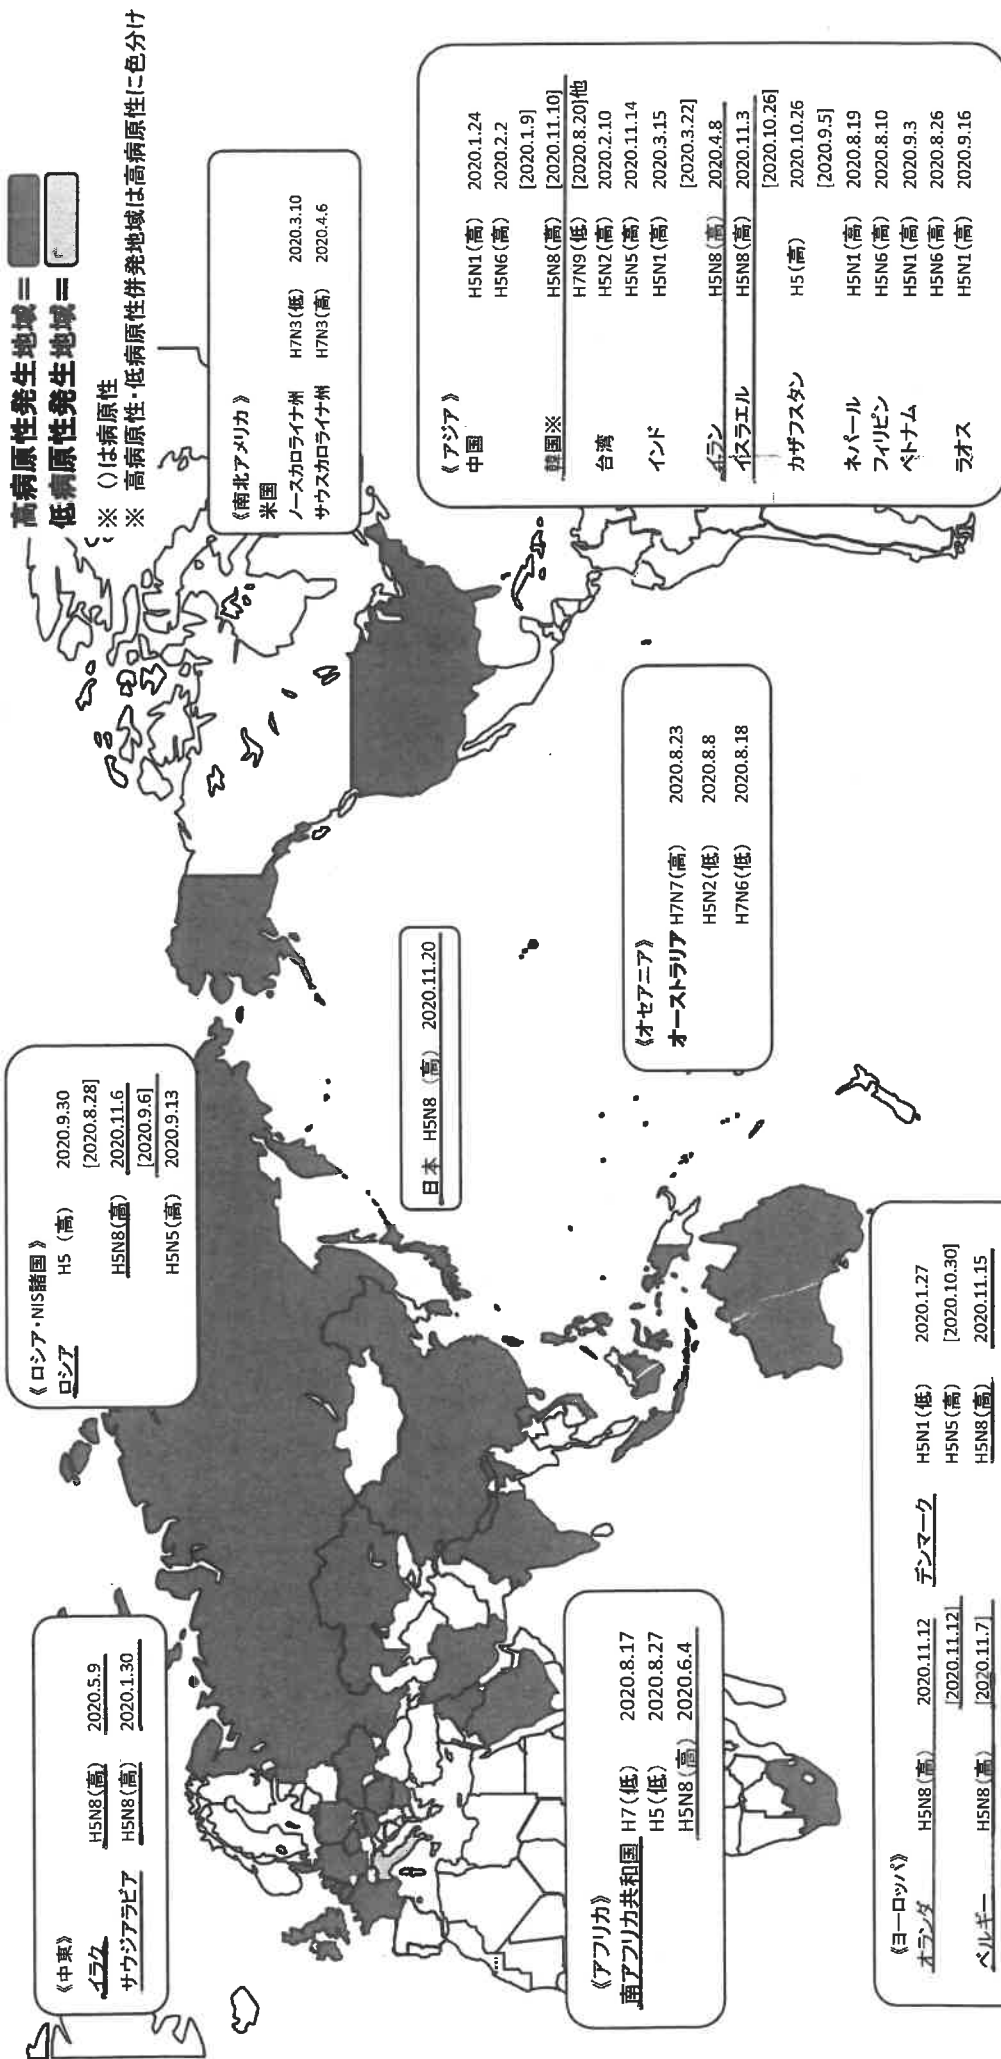 高病原性発生地域＝
低病原性発生地域＝
※ ()は病原性
※ 高病原性・低病原性併発地域は高病原性に色分け
《中東》
イラク H5N8(高) 2020.5.9
サウジアラビア H5N8(高) 2020.1.30
《ロシア・NIS諸国》
ロシア H5 (高) 2020.9.30
[2020.8.28]
H5N8(高) 2020.11.6
[2020.9.6]
H5N5(高) 2020.9.13
《南北アメリカ》
米国
ノースカロライナ州 H7N3(低) 2020.3.10
サウスカロライナ州 H7N3(高) 2020.4.6
日本 H5N8 (高) 2020.11.20
《アジア》
中国 H5N1(高) 2020.1.24
H5N6(高) 2020.2.2
[2020.1.9]
韓国※ H5N8(高) [2020.11.10]
H7N9(低) [2020.8.20]他
台湾 H5N2(高) 2020.2.10
H5N5(高) 2020.11.14
インド H5N1(高) 2020.3.15
[2020.3.22]
イラン H5N8(高) 2020.4.8
イスラエル H5N8(高) 2020.11.3
[2020.10.26]
カザフスタン H5(高) 2020.10.26
[2020.9.5]
ネパール H5N1(高) 2020.8.19
フィリピン H5N6(高) 2020.8.10
ベトナム H5N1(高) 2020.9.3
H5N6(高) 2020.8.26
ラオス H5N1(高) 2020.9.16
《アフリカ》
南アフリカ共和国 H7(低) 2020.8.17
H5(低) 2020.8.27
H5N8(高) 2020.6.4
《オセアニア》
オーストラリア H7N7(高) 2020.8.23
H5N2(低) 2020.8.8
H7N6(低) 2020.8.18
《ヨーロッパ》
オランダ H5N8(高) 2020.11.12 デンマーク H5N1(低) 2020.1.27
[2020.11.12] H5N5(高) [2020.10.30]
ベルギー H5N8(高) [2020.11.7] H5N8(高) 2020.11.15